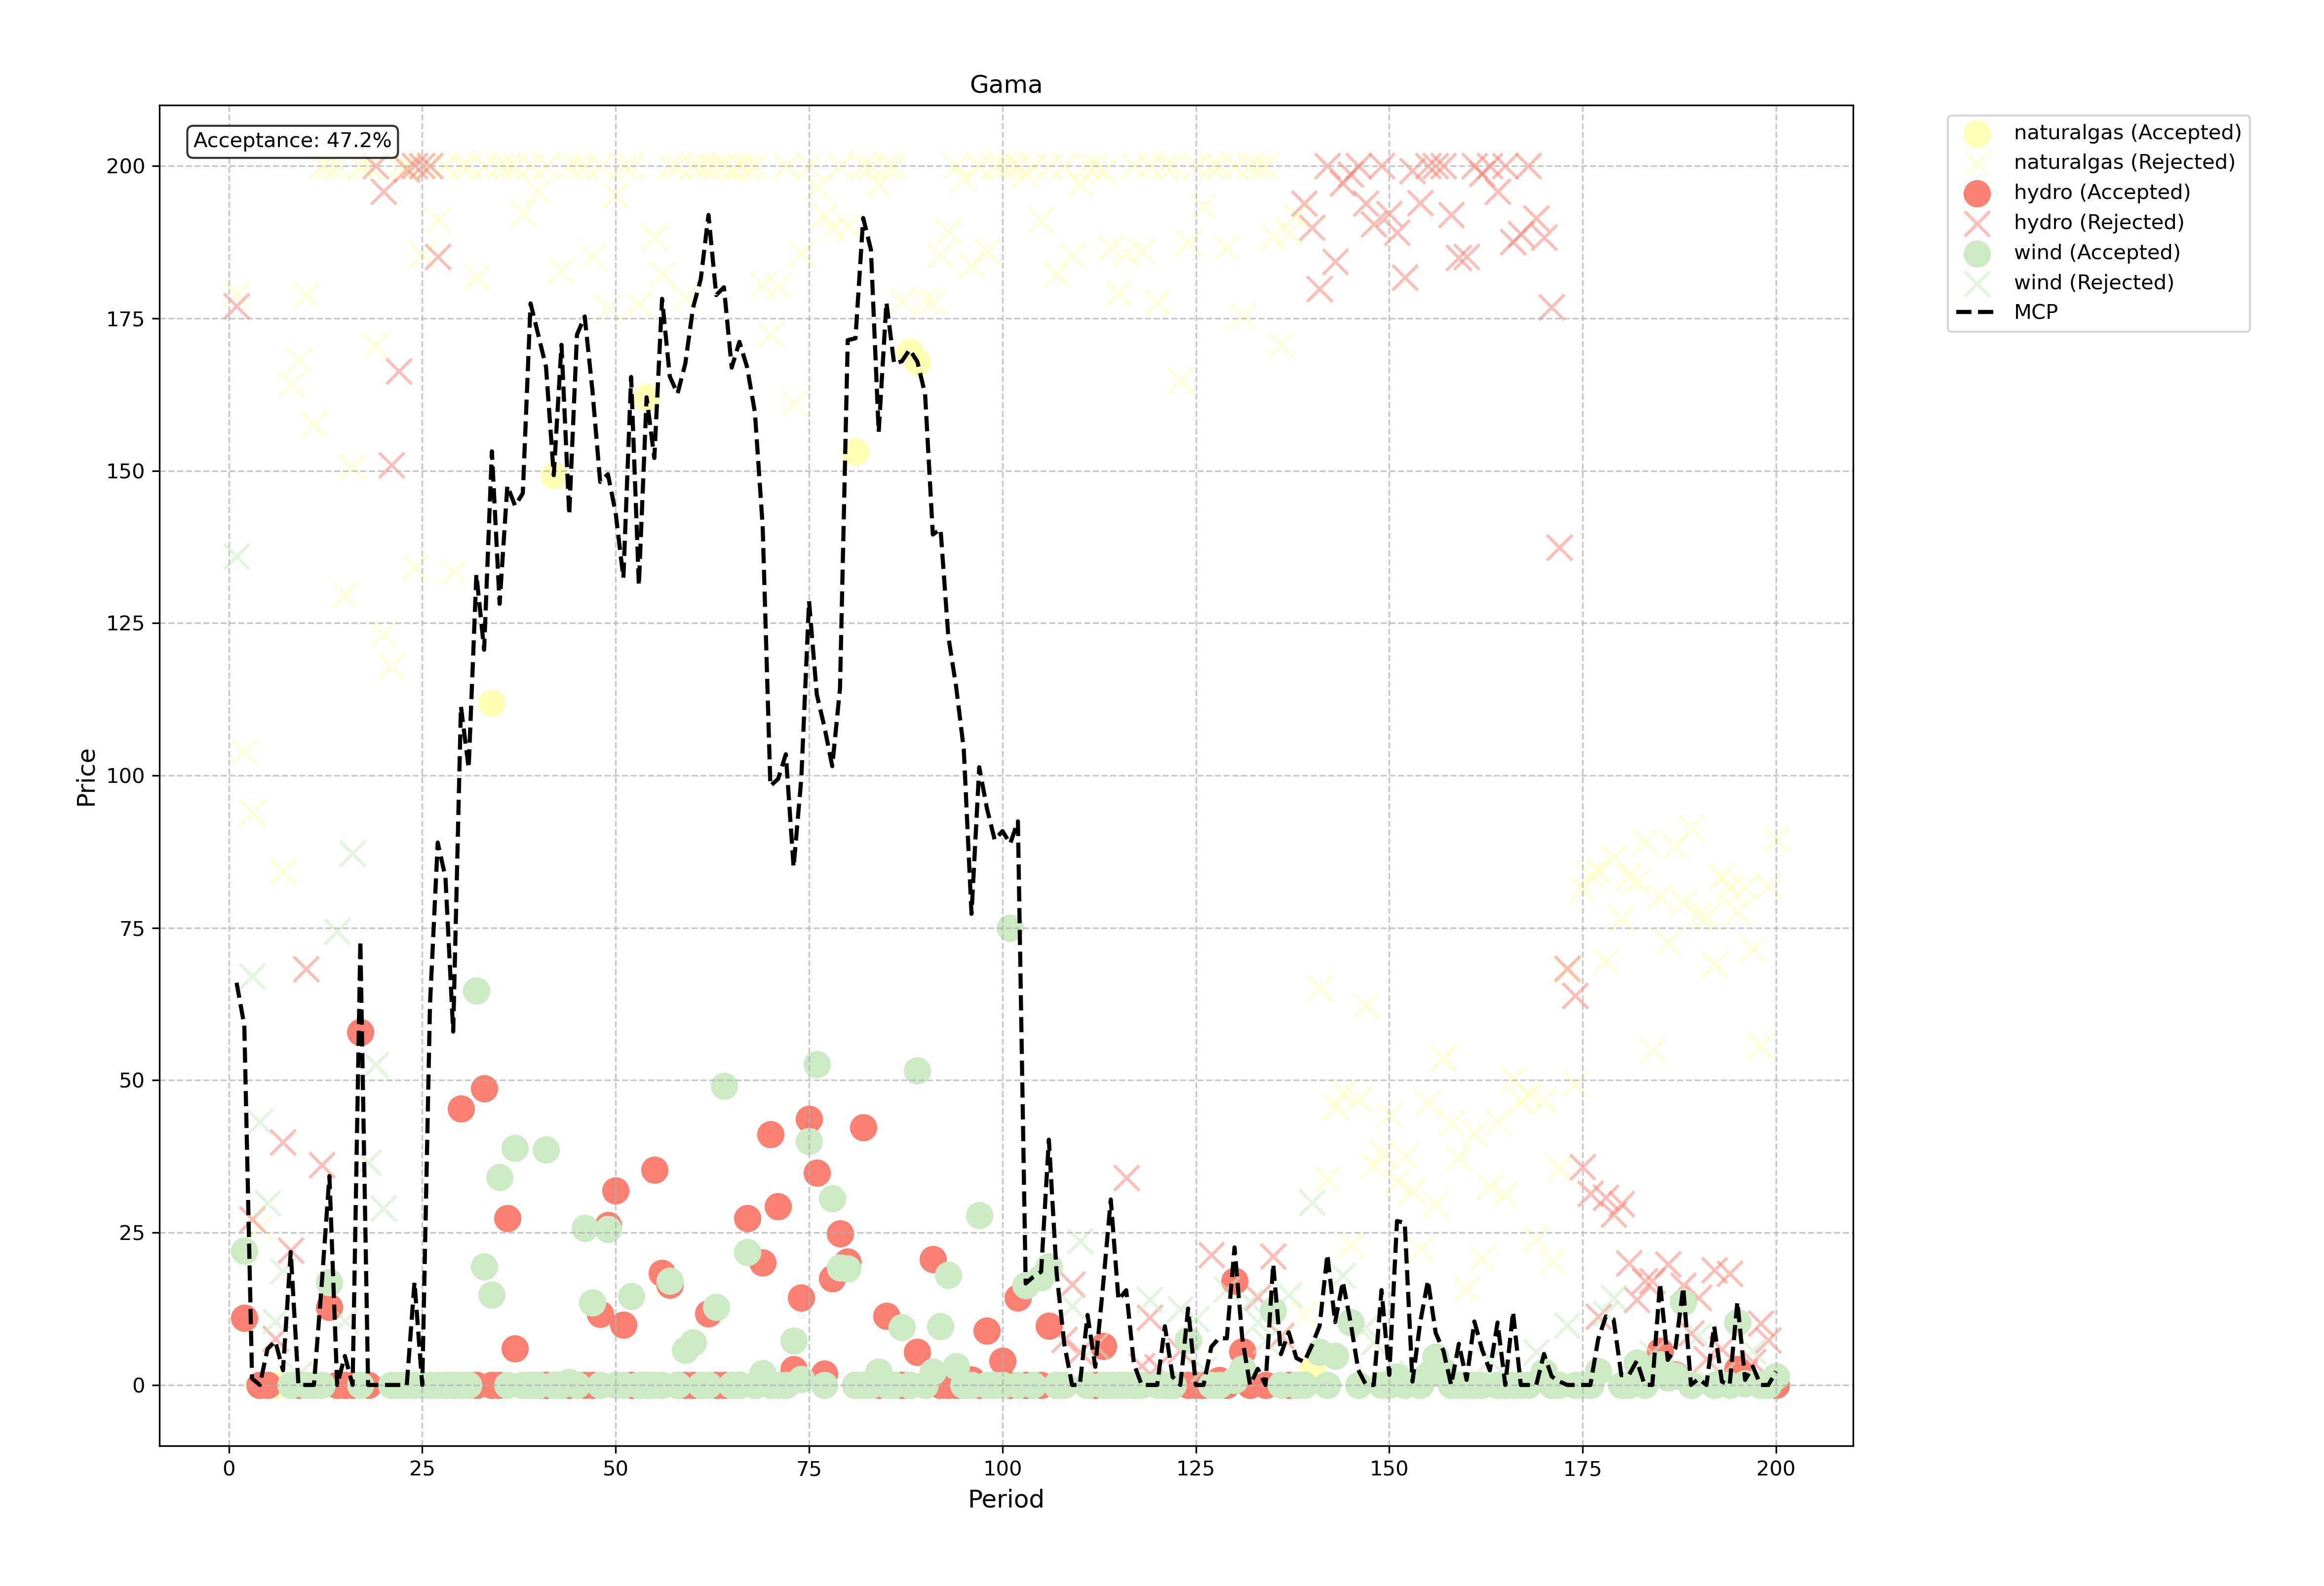 Gama
Acceptance: 47.2%
200
175
150
125
100
75
50
25
0
Price
0 25 50 75 100 125 150 175 200
Period
naturalgas (Accepted)
naturalgas (Rejected)
hydro (Accepted)
hydro (Rejected)
wind (Accepted)
wind (Rejected)
MCP